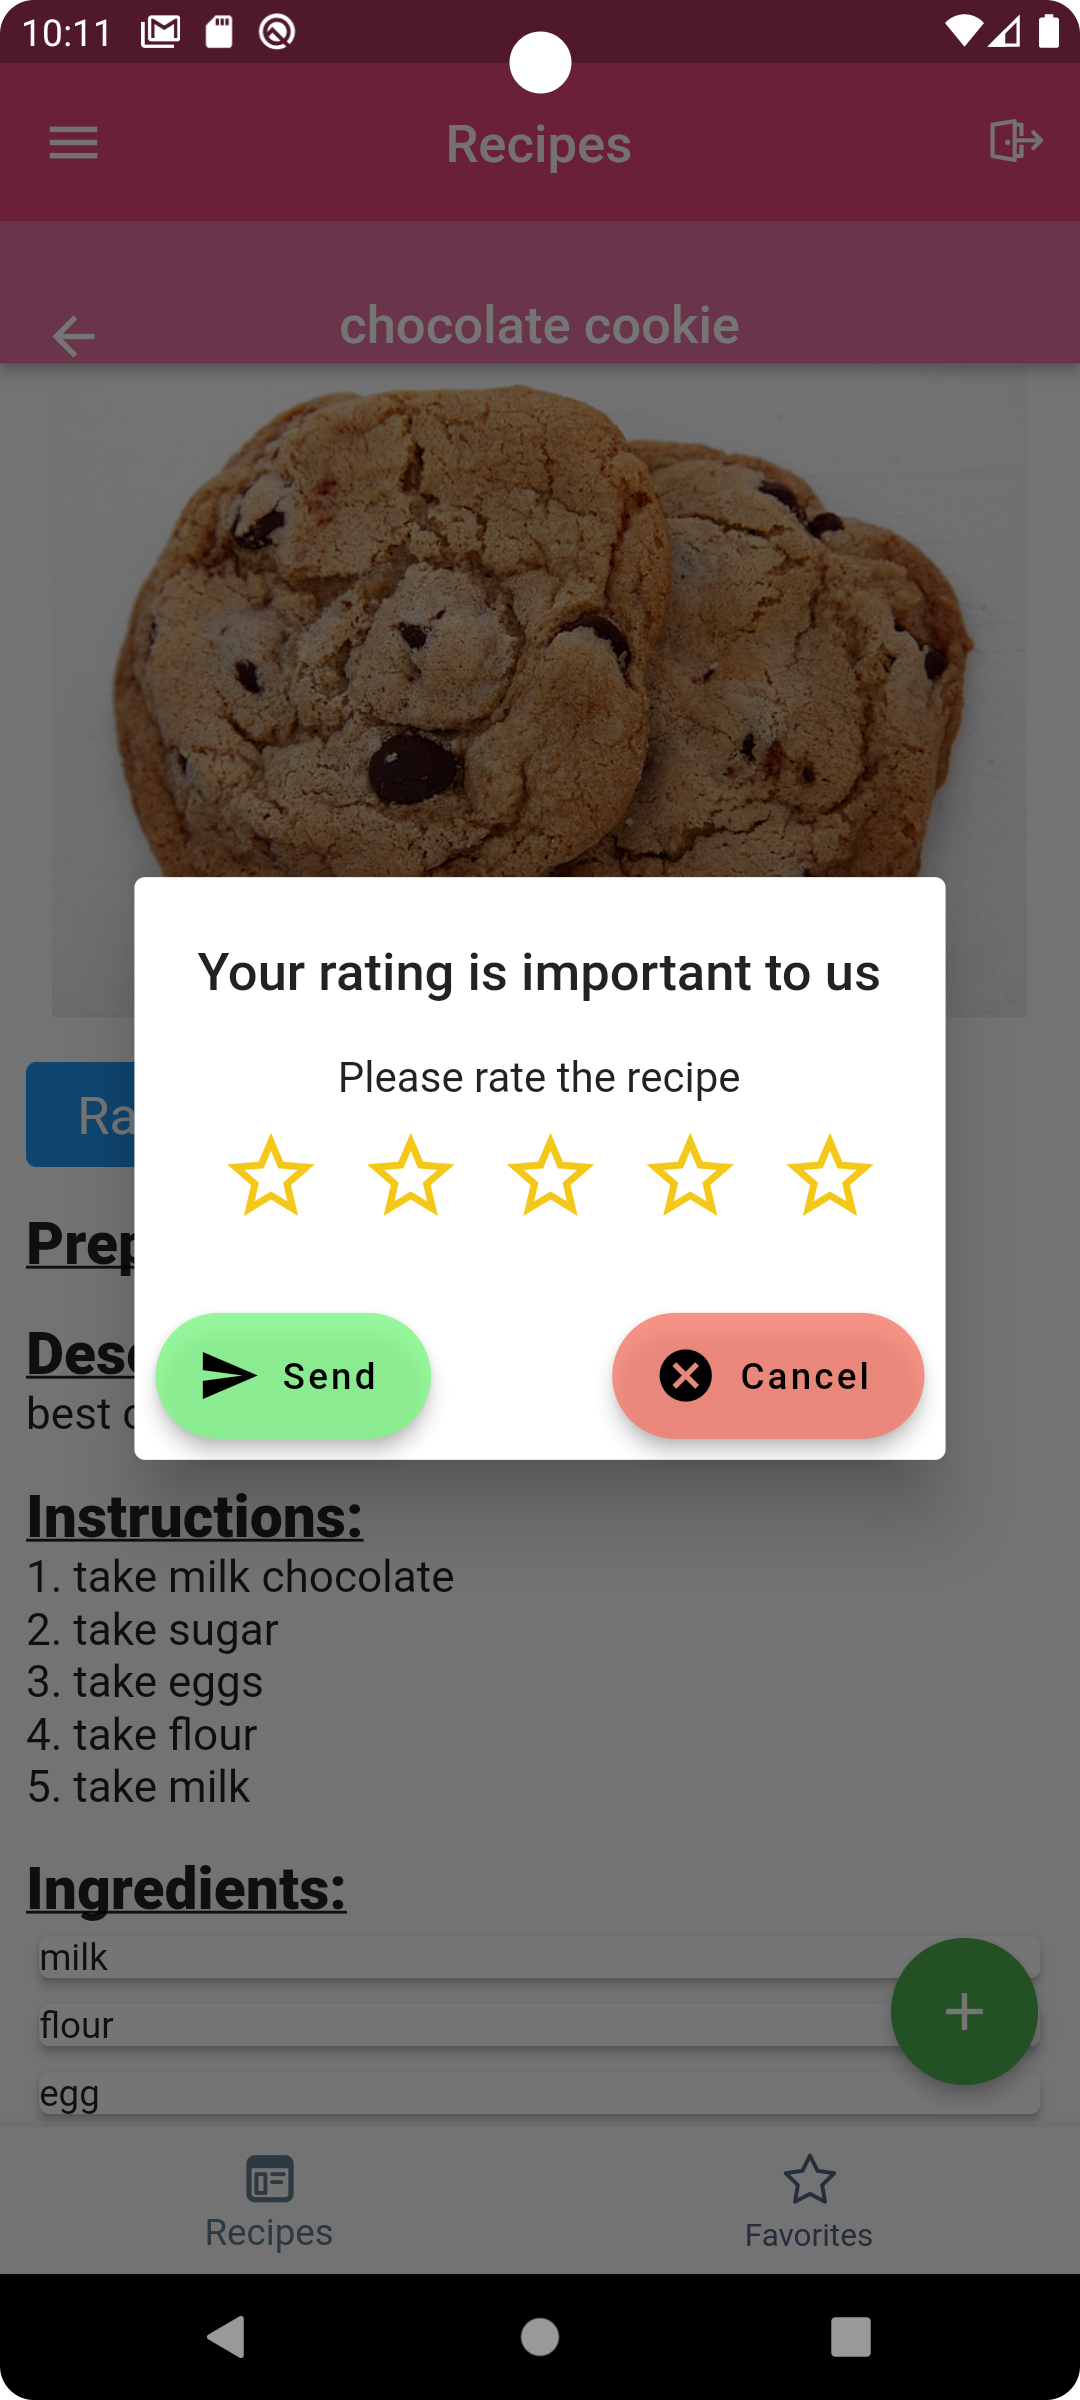 10:11
Recipes
chocolate cookie
Your rating is important to us
Please rate the recipe
Ra
Send
Cancel
Prep
Desc
best c
Instructions:
1. take milk chocolate
2. take sugar
3. take eggs
4. take flour
5. take milk
Ingredients:
milk
flour
egg
Recipes
Favorites